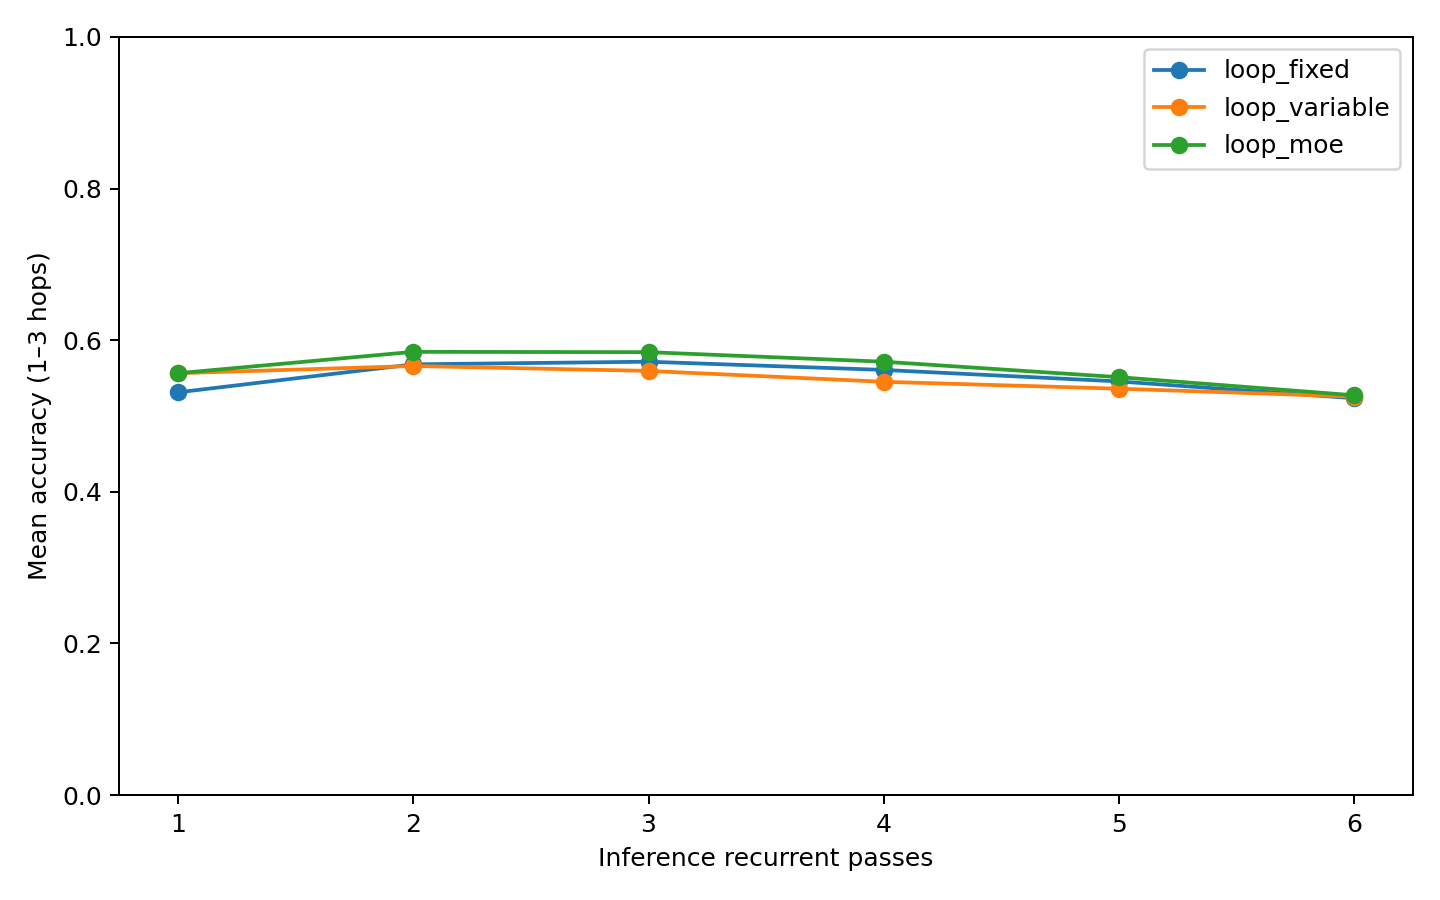 1.0
0.8
0.6
0.4
0.2
0.0
Mean accuracy (1–3 hops)
loop_fixed
loop_variable
loop_moe
1 2 3 4 5 6
Inference recurrent passes